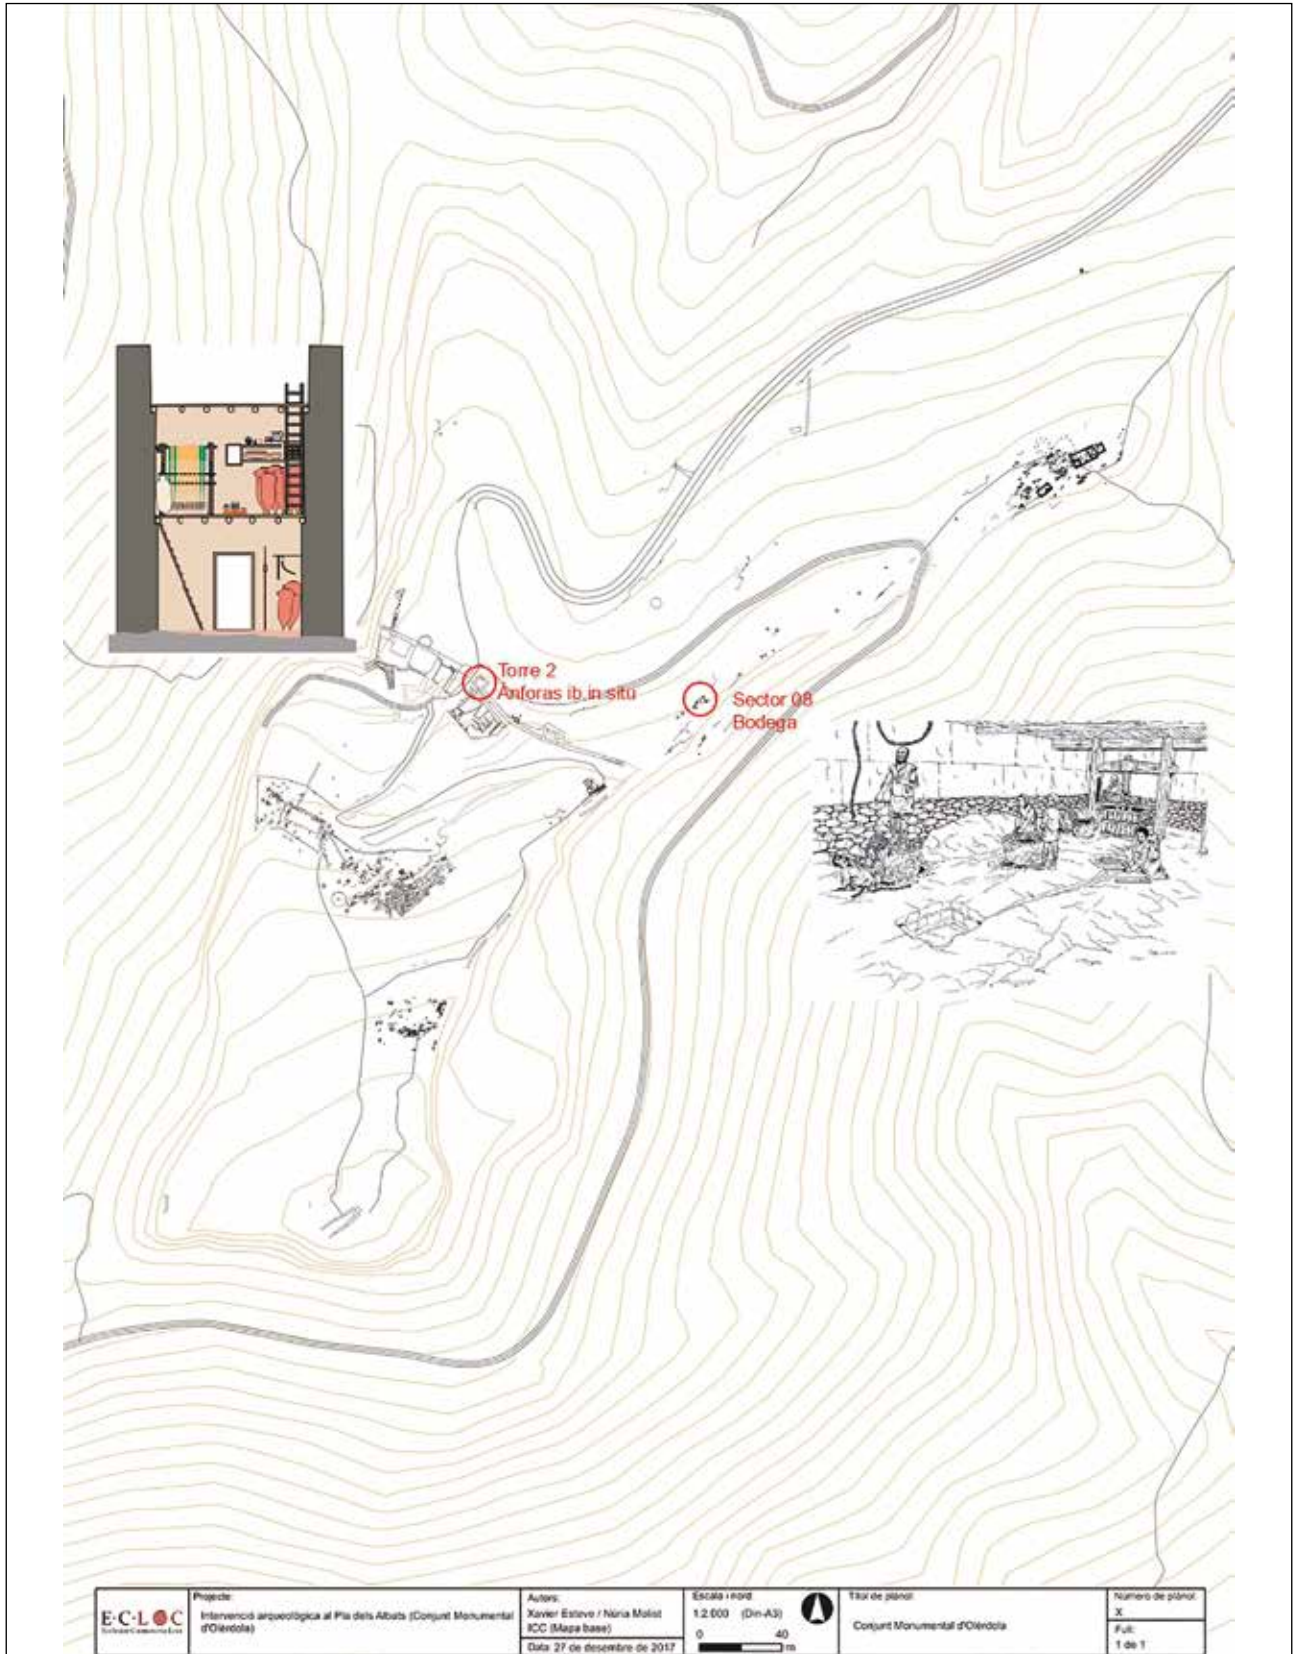 Torre 2
Ànforas ib.in situ
Sector 08
Bodega
E·C·L O C
Projecte:
Intervenció arqueològica al Pla dels Albats (Conjunt Monumental
d'Olèrdola)
Autors:
Xavier Esteve / Núria Molist
ICC (Mapa base)
Data: 27 de desembre de 2017
Escala i nord
1:2.000 (Din-A3)
0 40
m
Títol de plànol:
Conjunt Monumental d'Olèrdola
Número de plànol:
X
Full:
1 de 1